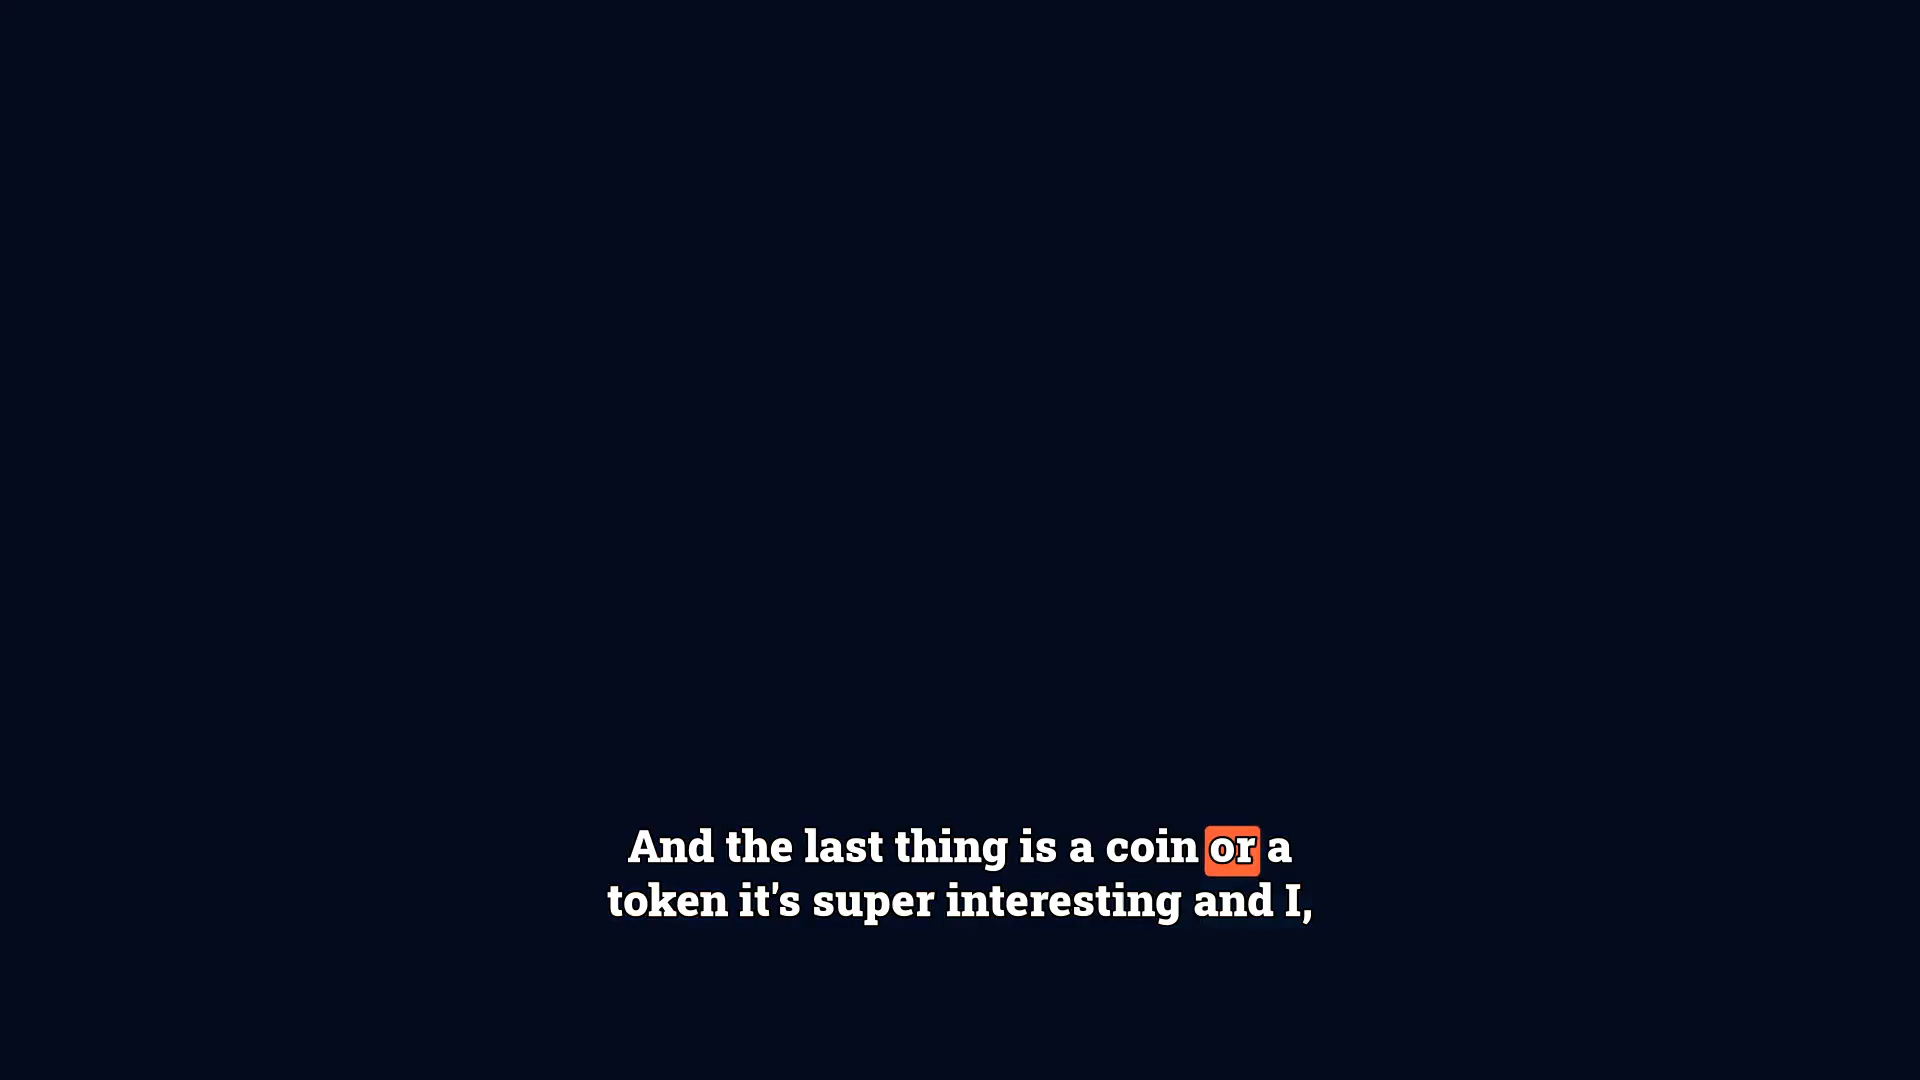 And the last thing is a coin or a
token it's super interesting and I,